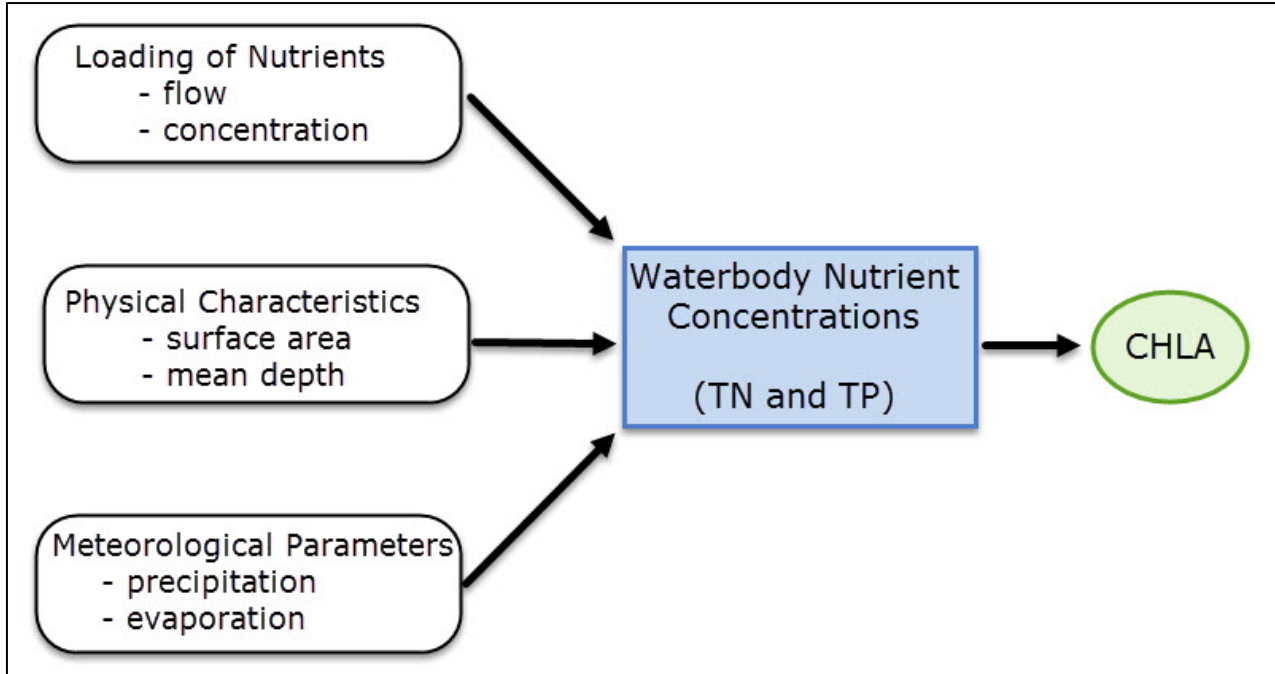 Loading of Nutrients
- flow
- concentration
Physical Characteristics
- surface area
- mean depth
Meteorological Parameters
- precipitation
- evaporation
Waterbody Nutrient
Concentrations
(TN and TP)
CHLA